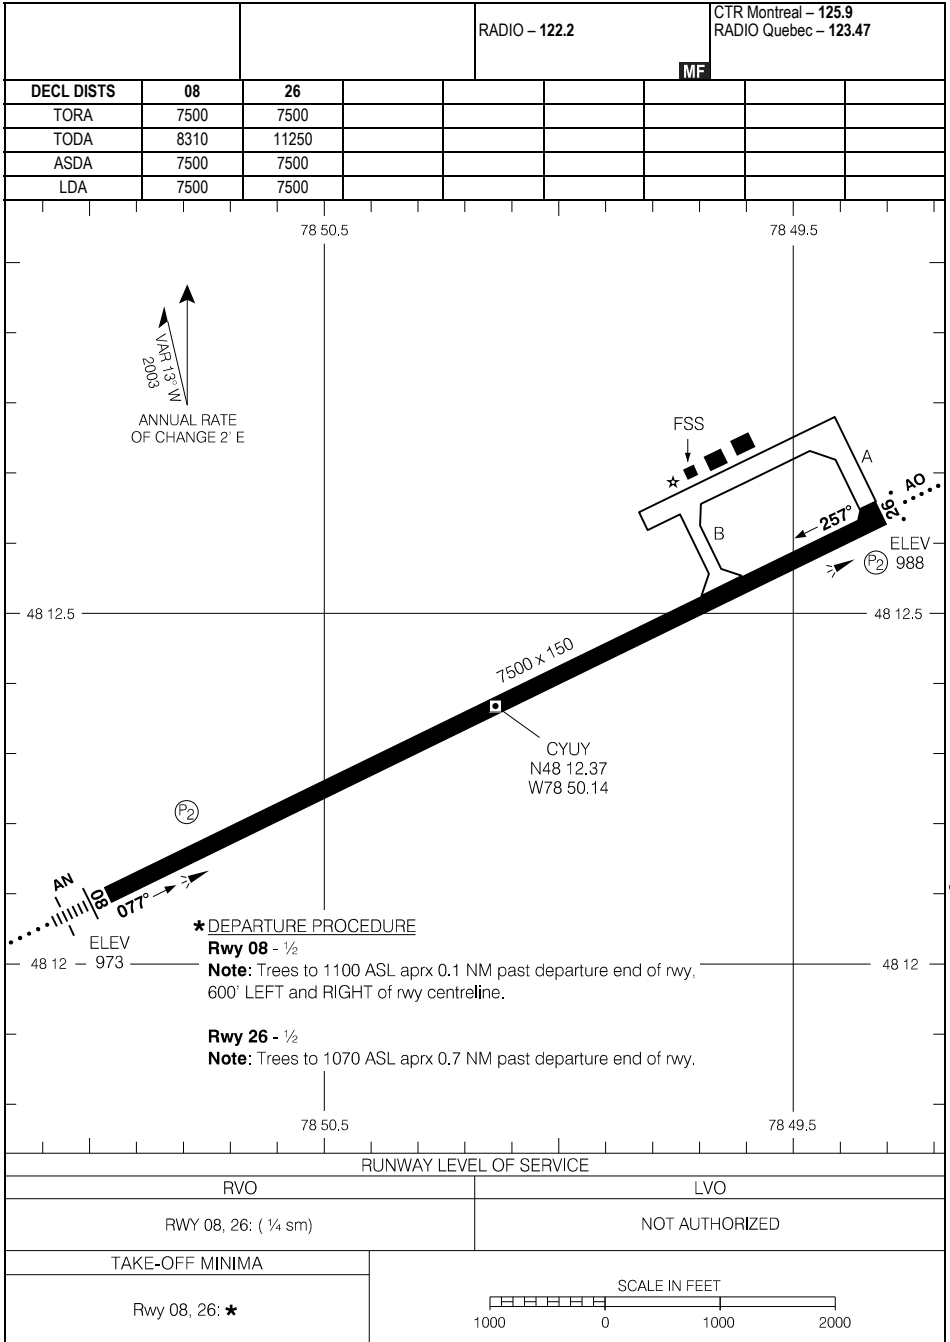 RADIO – 122.2
MF
CTR Montreal – 125.9
RADIO Quebec – 123.47
DECL DISTS 08 26
TORA 7500 7500
TODA 8310 11250
ASDA 7500 7500
LDA 7500 7500
78 50.5 78 49.5
VAR 13° W
2003
ANNUAL RATE
OF CHANGE 2' E
FSS
A
B
AO
26
257°
ELEV
988
P2
48 12.5 48 12.5
7500 x 150
CYUY
N48 12.37
W78 50.14
P2
AN
08
077°
ELEV
973
48 12 48 12
* DEPARTURE PROCEDURE
Rwy 08 - ½
Note: Trees to 1100 ASL aprx 0.1 NM past departure end of rwy,
600' LEFT and RIGHT of rwy centreline.
Rwy 26 - ½
Note: Trees to 1070 ASL aprx 0.7 NM past departure end of rwy.
78 50.5 78 49.5
RUNWAY LEVEL OF SERVICE
RVO LVO
RWY 08, 26: ( ¼ sm) NOT AUTHORIZED
TAKE-OFF MINIMA
Rwy 08, 26: *
SCALE IN FEET
1000 0 1000 2000